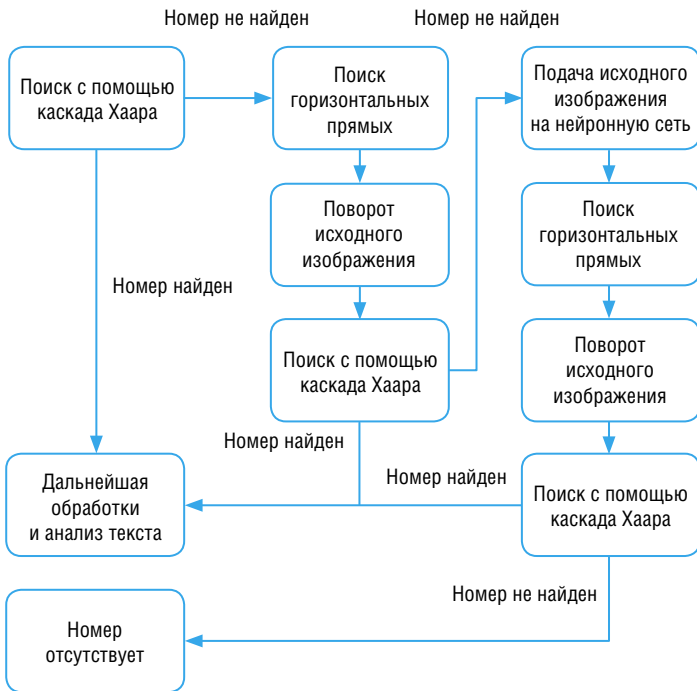 Номер не найден
Номер не найден
Поиск с помощью
каскада Хаара
Поиск
горизонтальных
прямых
Подача исходного
изображения
на нейронную сеть
Поворот
исходного
изображения
Поиск
горизонтальных
прямых
Номер найден
Поиск с помощью
каскада Хаара
Поворот
исходного
изображения
Номер найден
Номер найден
Дальнейшая
обработки
и анализ текста
Поиск с помощью
каскада Хаара
Номер не найден
Номер
отсутствует